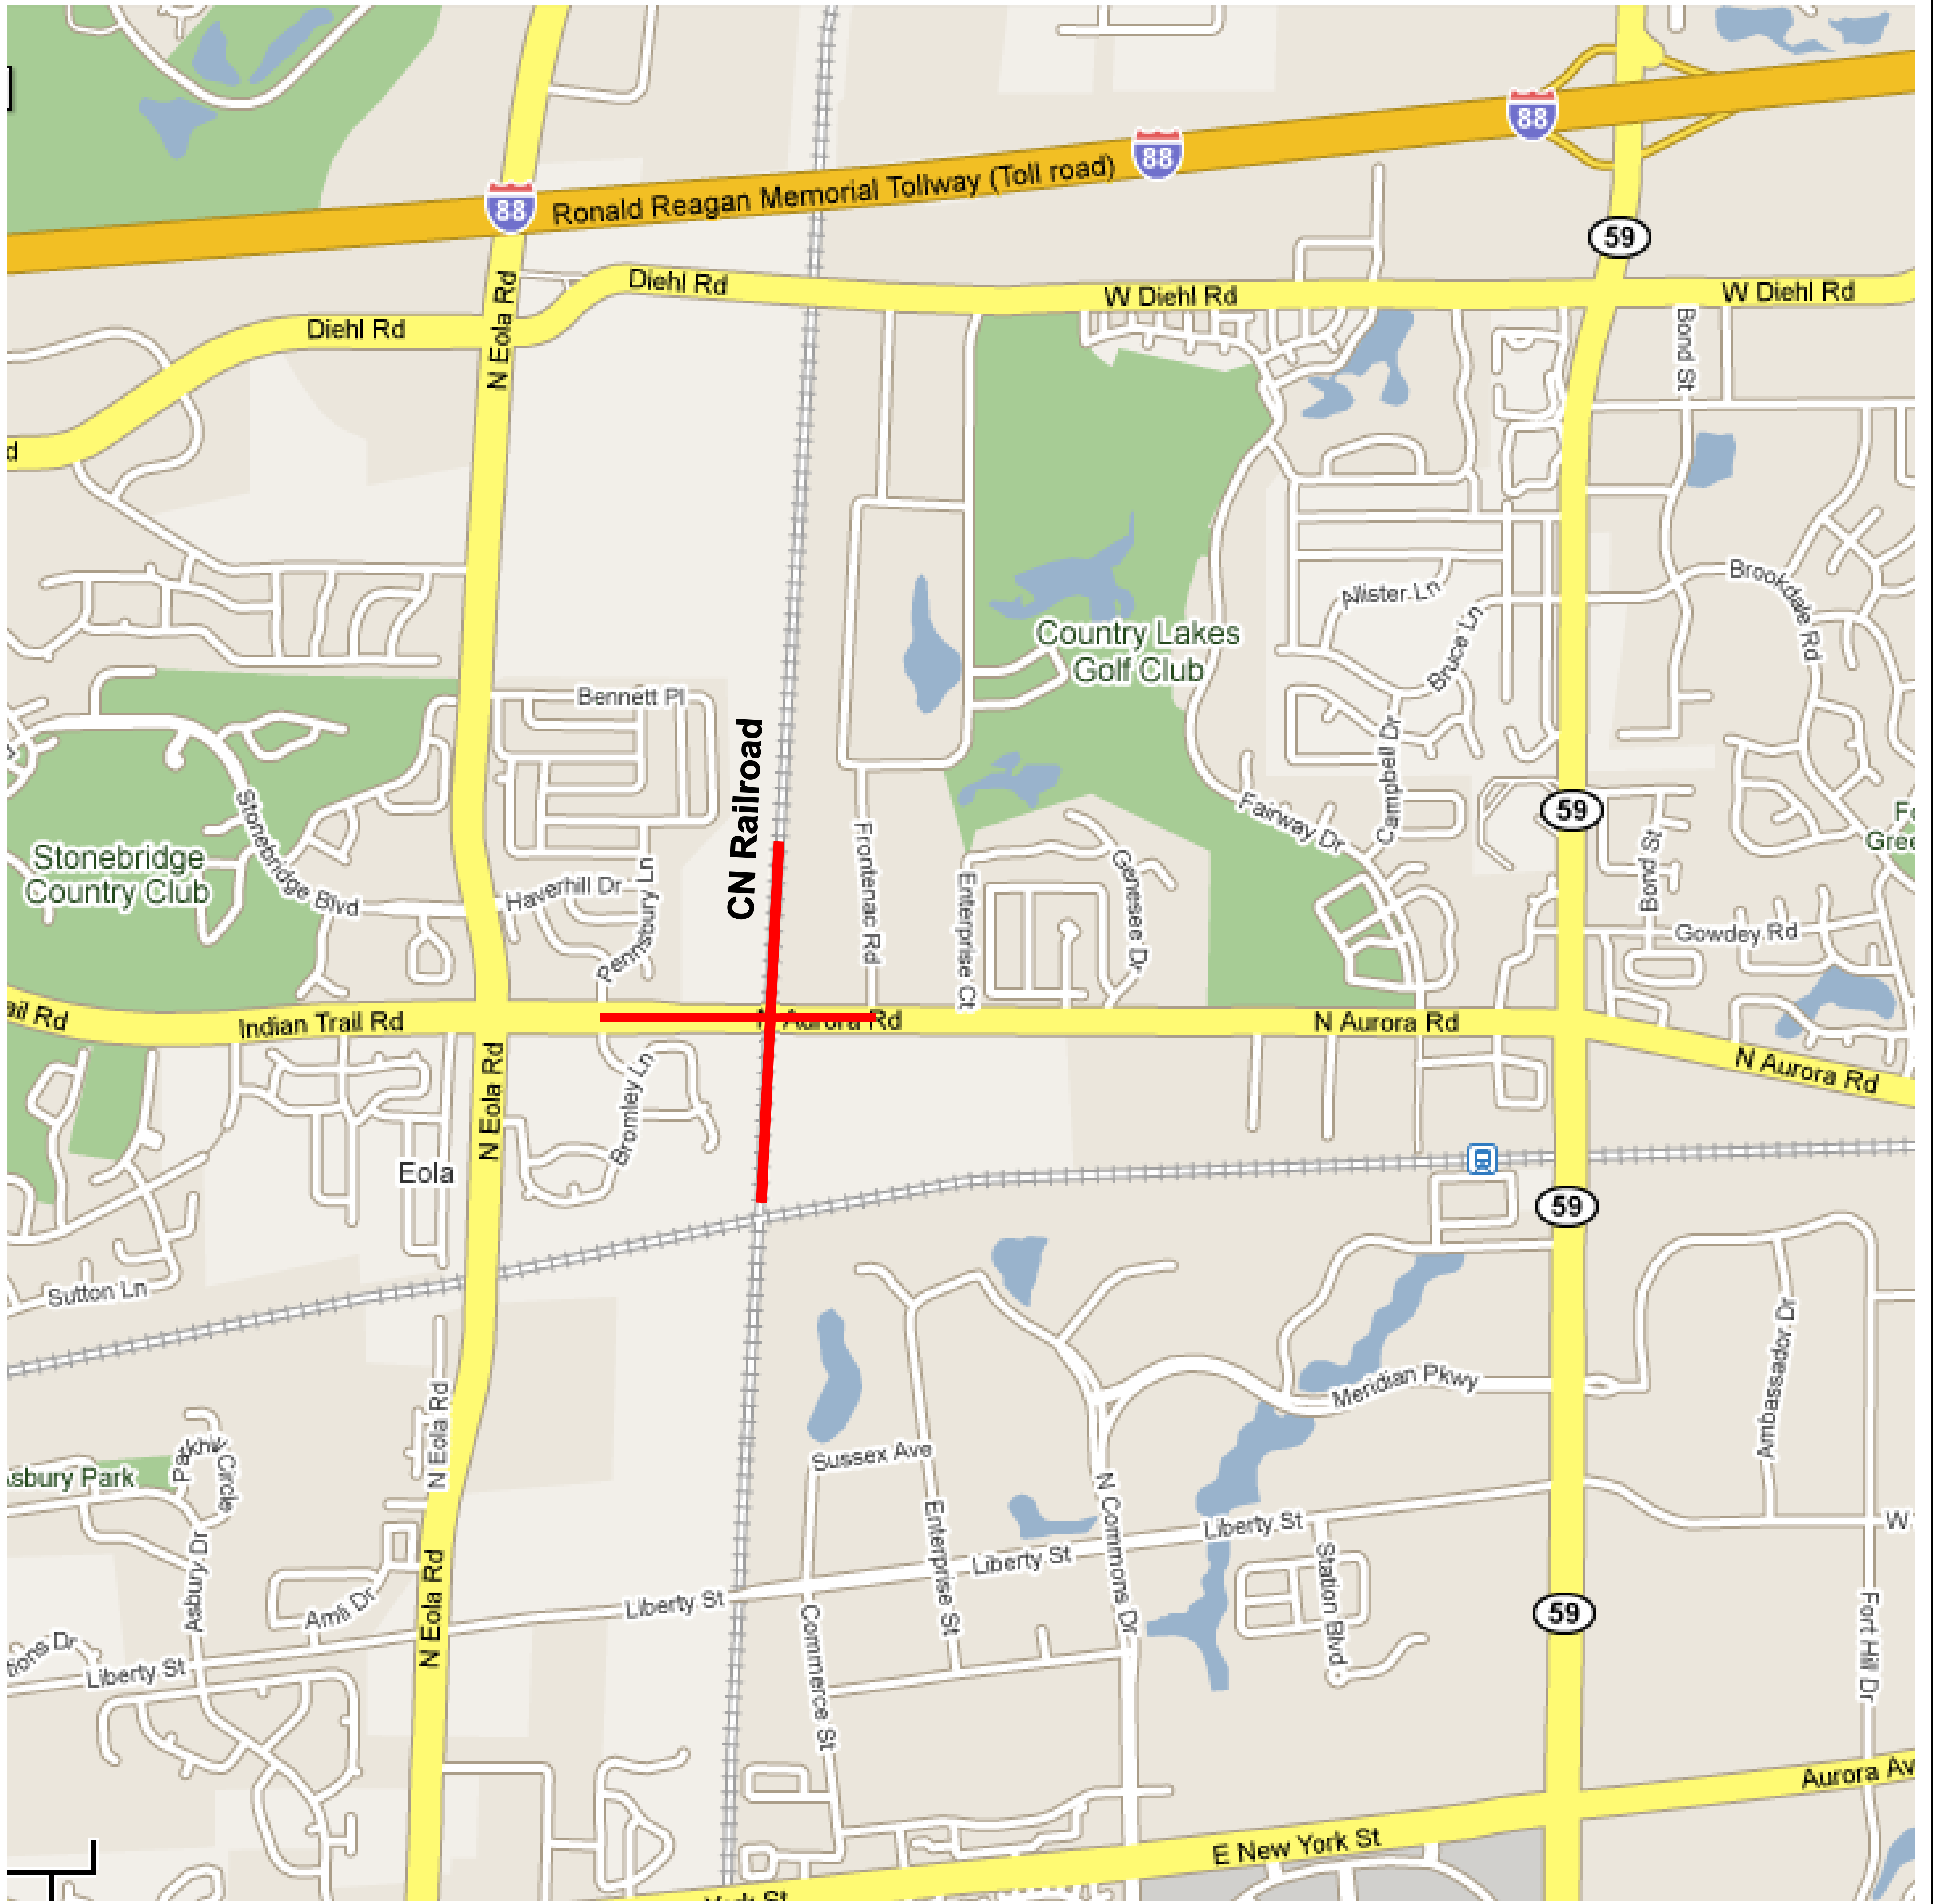 88
88
88
Ronald Reagan Memorial Tollway (Toll road)
59
Diehl Rd
W Diehl Rd
W Diehl Rd
Diehl Rd
N Eola Rd
Bond St
d
Brookdale Rd
Allister Ln
Bruce Ln
Country Lakes
Golf Club
Bennett Pl
CN Railroad
Campbell Dr
Stonebridge Blvd
Fairway Dr
59
Stonebridge
Country Club
Frontenac Rd
Enterprise Ct
Genesee Dr
Bond St
Haverhill Dr
Pennsbury Ln
Gowdey Rd
ail Rd
Indian Trail Rd
N Aurora Rd
N Aurora Rd
N Aurora Rd
N Eola Rd
Bromley Ln
Eola
59
Sutton Ln
Ambassador Dr
Meridian Pkwy
N Eola Rd
Sussex Ave
sbury Park
Circle
N Commons Dr
Enterprise St
Liberty St
Liberty St
W
Station Blvd
Asbury Dr
Amli Dr
N Eola Rd
Liberty St
Commerce St
59
Fort Hill Dr
tions Dr
Liberty St
Aurora Av
E New York St